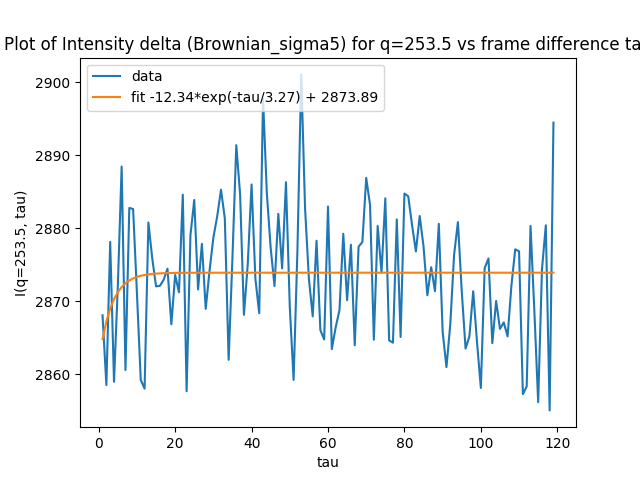 Plot of Intensity delta (Brownian_sigma5) for q=253.5 vs frame difference ta
data
fit -12.34*exp(-tau/3.27) + 2873.89
2900
2890
2880
2870
2860
I(q=253.5, tau)
0 20 40 60 80 100 120
tau